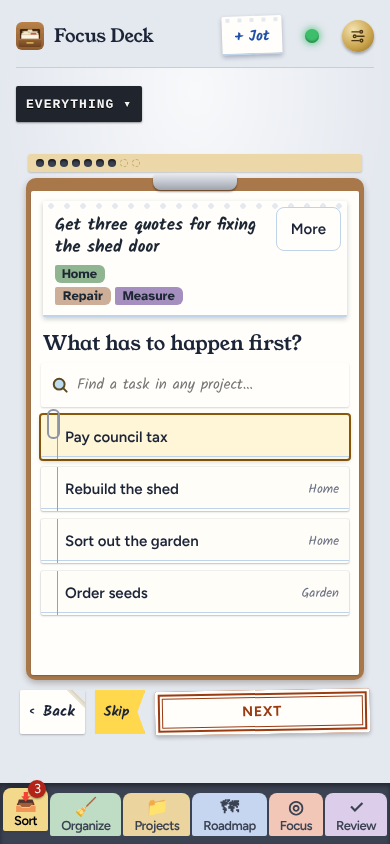 Focus Deck
+ Jot
EVERYTHING ▾
Get three quotes for fixing
the shed door
More
Home
Repair Measure
What has to happen first?
Find a task in any project...
Pay council tax
Rebuild the shed Home
Sort out the garden Home
Order seeds Garden
‹ Back Skip NEXT
3
Sort Organize Projects Roadmap Focus Review